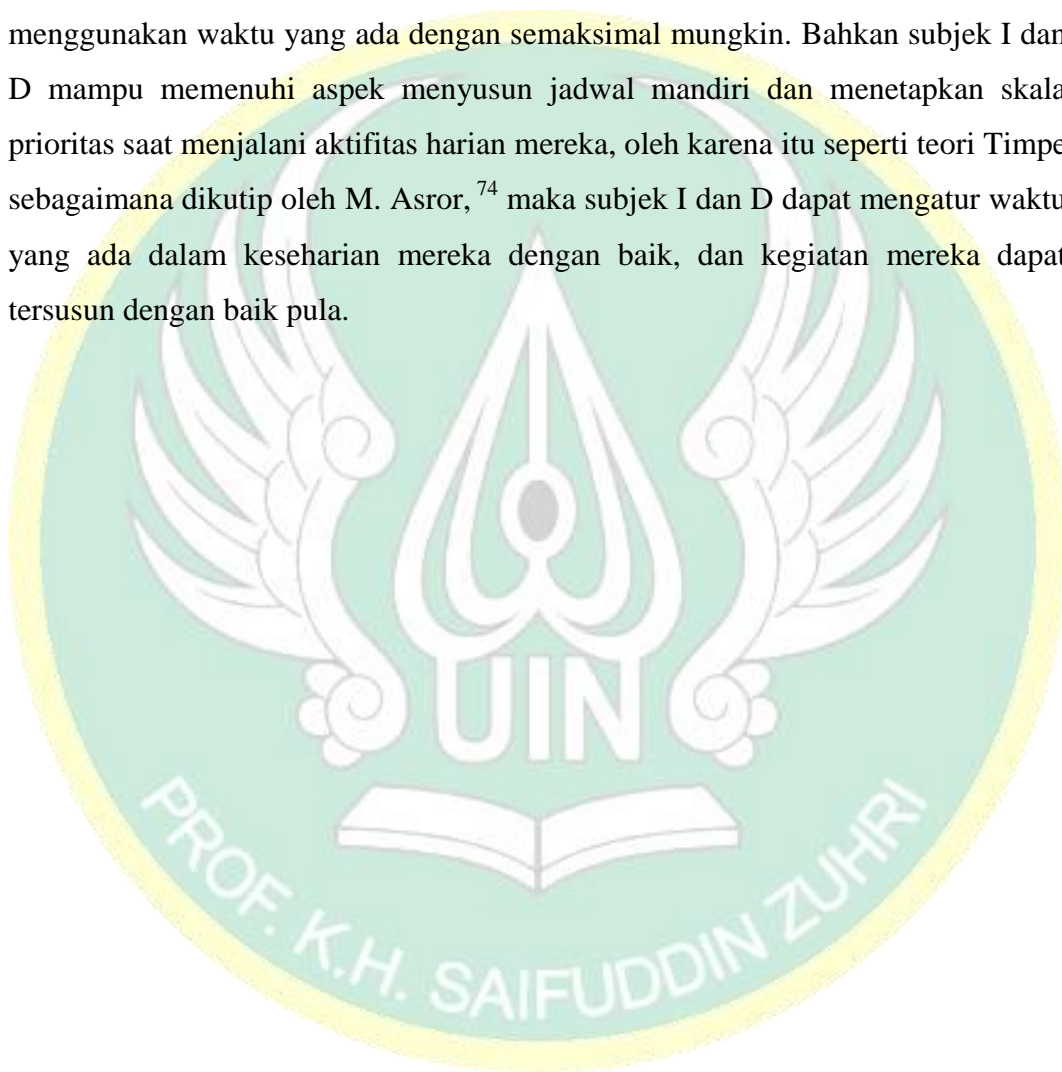 menggunakan waktu yang ada dengan semaksimal mungkin. Bahkan subjek I dan
D mampu memenuhi aspek menyusun jadwal mandiri dan menetapkan skala
prioritas saat menjalani aktifitas harian mereka, oleh karena itu seperti teori Timpe
sebagaimana dikutip oleh M. Asror, 74 maka subjek I dan D dapat mengatur waktu
yang ada dalam keseharian mereka dengan baik, dan kegiatan mereka dapat
tersusun dengan baik pula.
UIN
PROF. K.H. SAIFUDDIN ZUHRI